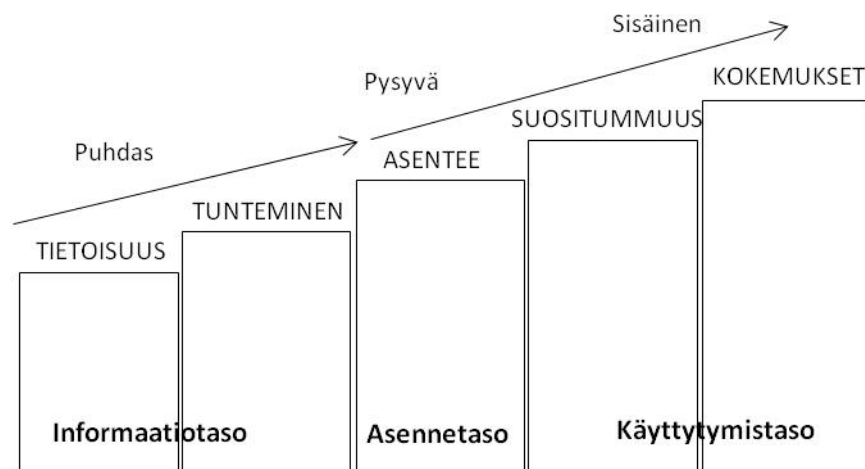 Sisäinen
KOKEMUKSET
Pysyvä
SUOSITUMMUUS
Puhdas
ASENTEE
TUNTEMINEN
TIETOISUUS
Informaatiotaso
Asennetaso
Käyttytymistaso